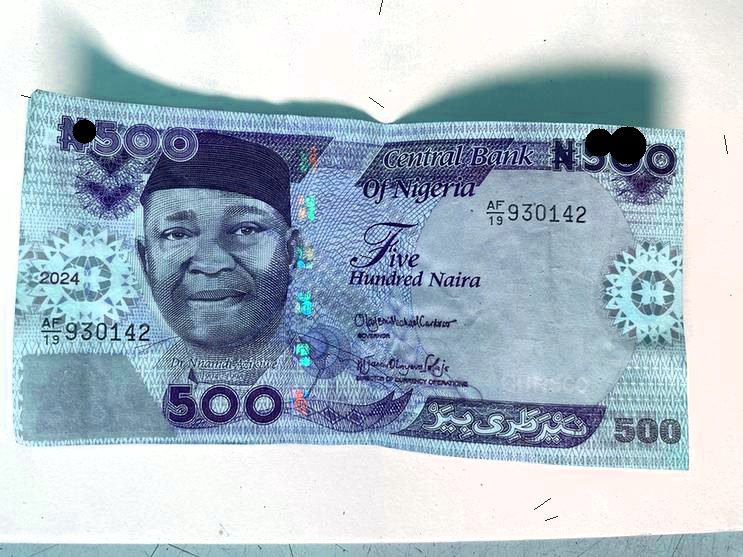 ₦500
Central Bank
Of Nigeria
₦500
AF/19 930142
Five
Hundred Naira
2024
AF/19 930142
GOVERNOR
DIRECTOR OF CURRENCY OPERATIONS
Dr Nnamdi Azikiwe
500
500